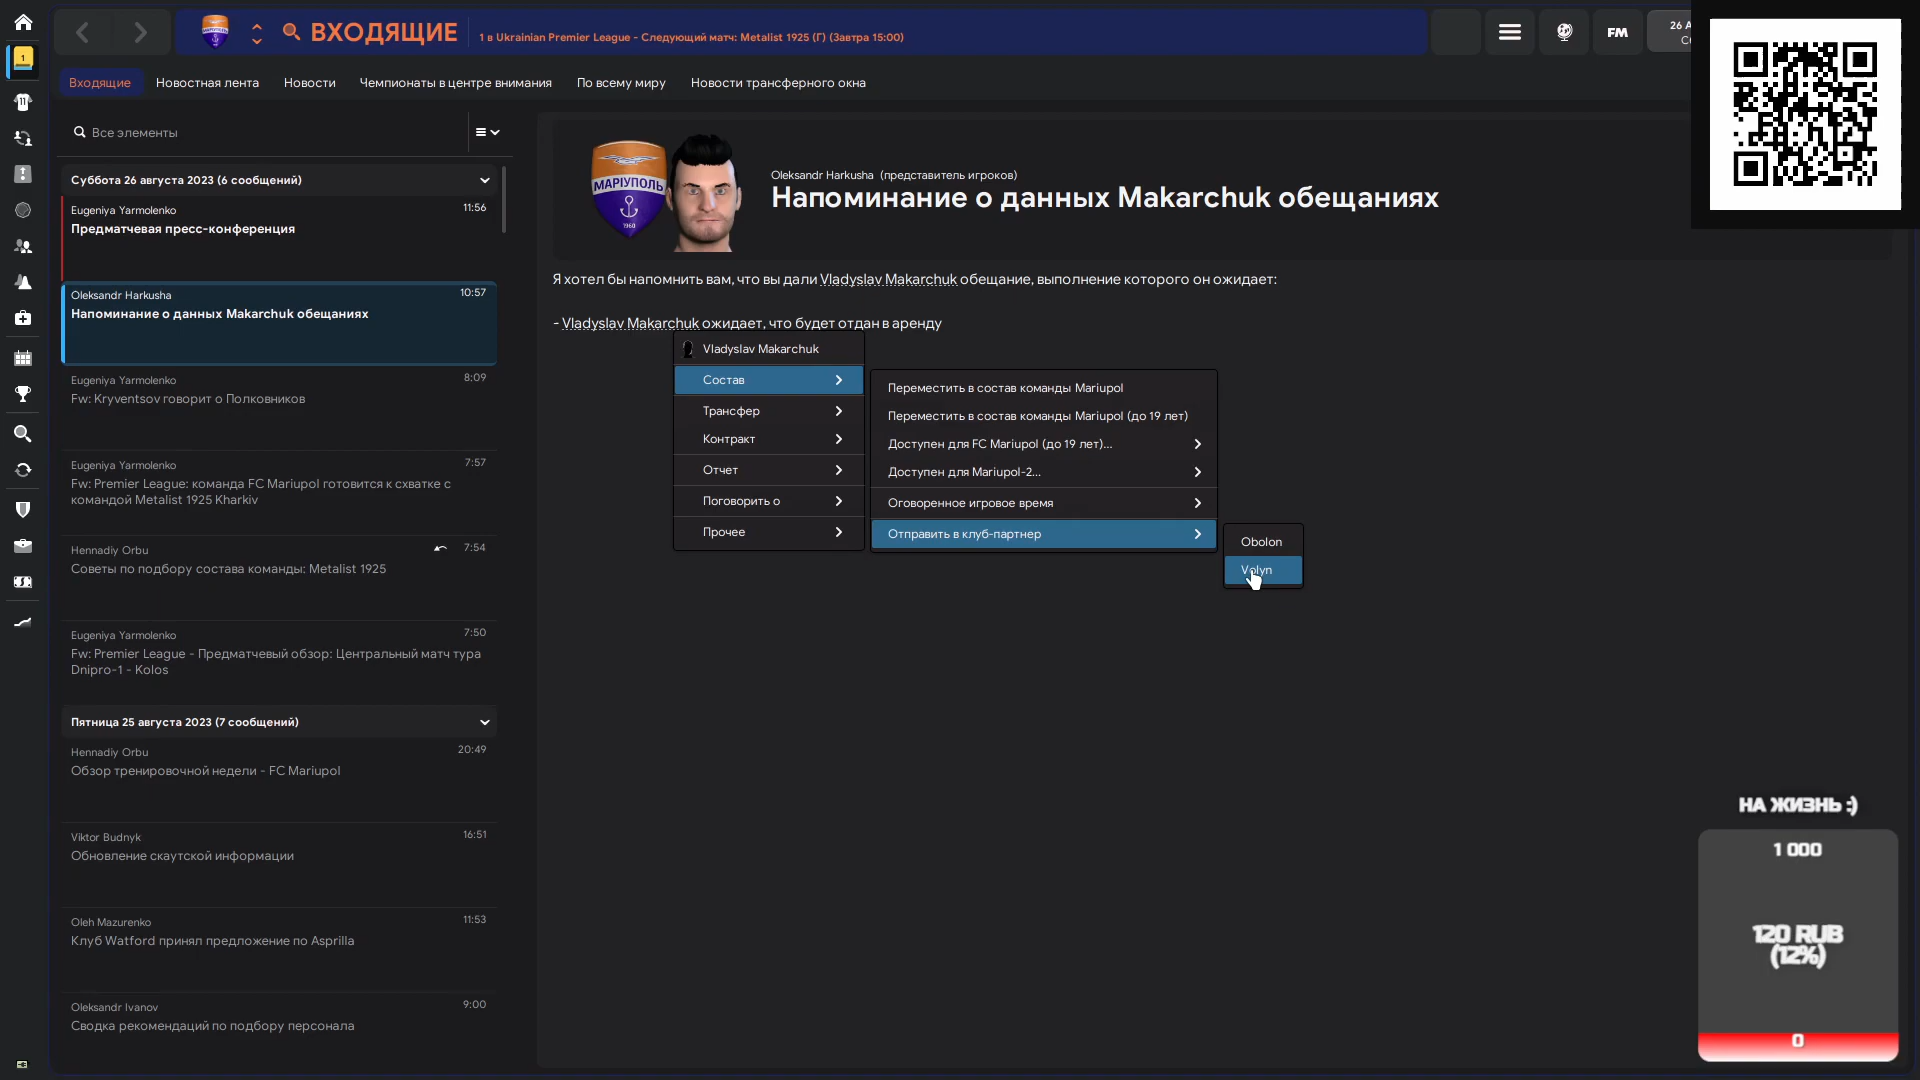 ВХОДЯЩИЕ
1 в Ukrainian Premier League - Следующий матч: Metalist 1925 (Г) (Завтра 15:00)
FM
26 А
1
Входящие
Новостная лента
Новости
Чемпионаты в центре внимания
По всему миру
Новости трансферного окна
Все элементы
Суббота 26 августа 2023 (6 сообщений)
Eugeniya Yarmolenko 11:56
Предматчевая пресс-конференция
Oleksandr Harkusha 10:57
Напоминание о данных Makarchuk обещаниях
Eugeniya Yarmolenko 8:09
Fw: Kryventsov говорит о Полковников
Eugeniya Yarmolenko 7:57
Fw: Premier League: команда FC Mariupol готовится к схватке с
командой Metalist 1925 Kharkiv
Hennadiy Orbu 7:54
Советы по подбору состава команды: Metalist 1925
Eugeniya Yarmolenko 7:50
Fw: Premier League - Предматчевый обзор: Центральный матч тура
Dnipro-1 - Kolos
Пятница 25 августа 2023 (7 сообщений)
Hennadiy Orbu 20:49
Обзор тренировочной недели - FC Mariupol
Viktor Budnyk 16:51
Обновление скаутской информации
Oleh Mazurenko 11:53
Клуб Watford принял предложение по Asprilla
Oleksandr Ivanov 9:00
Сводка рекомендаций по подбору персонала
МАРІУПОЛЬ
1960
Oleksandr Harkusha (представитель игроков)
Напоминание о данных Makarchuk обещаниях
Я хотел бы напомнить вам, что вы дали Vladyslav Makarchuk обещание, выполнение которого он ожидает:
- Vladyslav Makarchuk ожидает, что будет отдан в аренду
Vladyslav Makarchuk
Состав
Трансфер
Контракт
Отчет
Поговорить о
Прочее
Переместить в состав команды Mariupol
Переместить в состав команды Mariupol (до 19 лет)
Доступен для FC Mariupol (до 19 лет)...
Доступен для Mariupol-2...
Оговоренное игровое время
Отправить в клуб-партнер
Obolon
Volyn
НА ЖИЗНЬ :)
1 000
120 RUB
(12%)
0